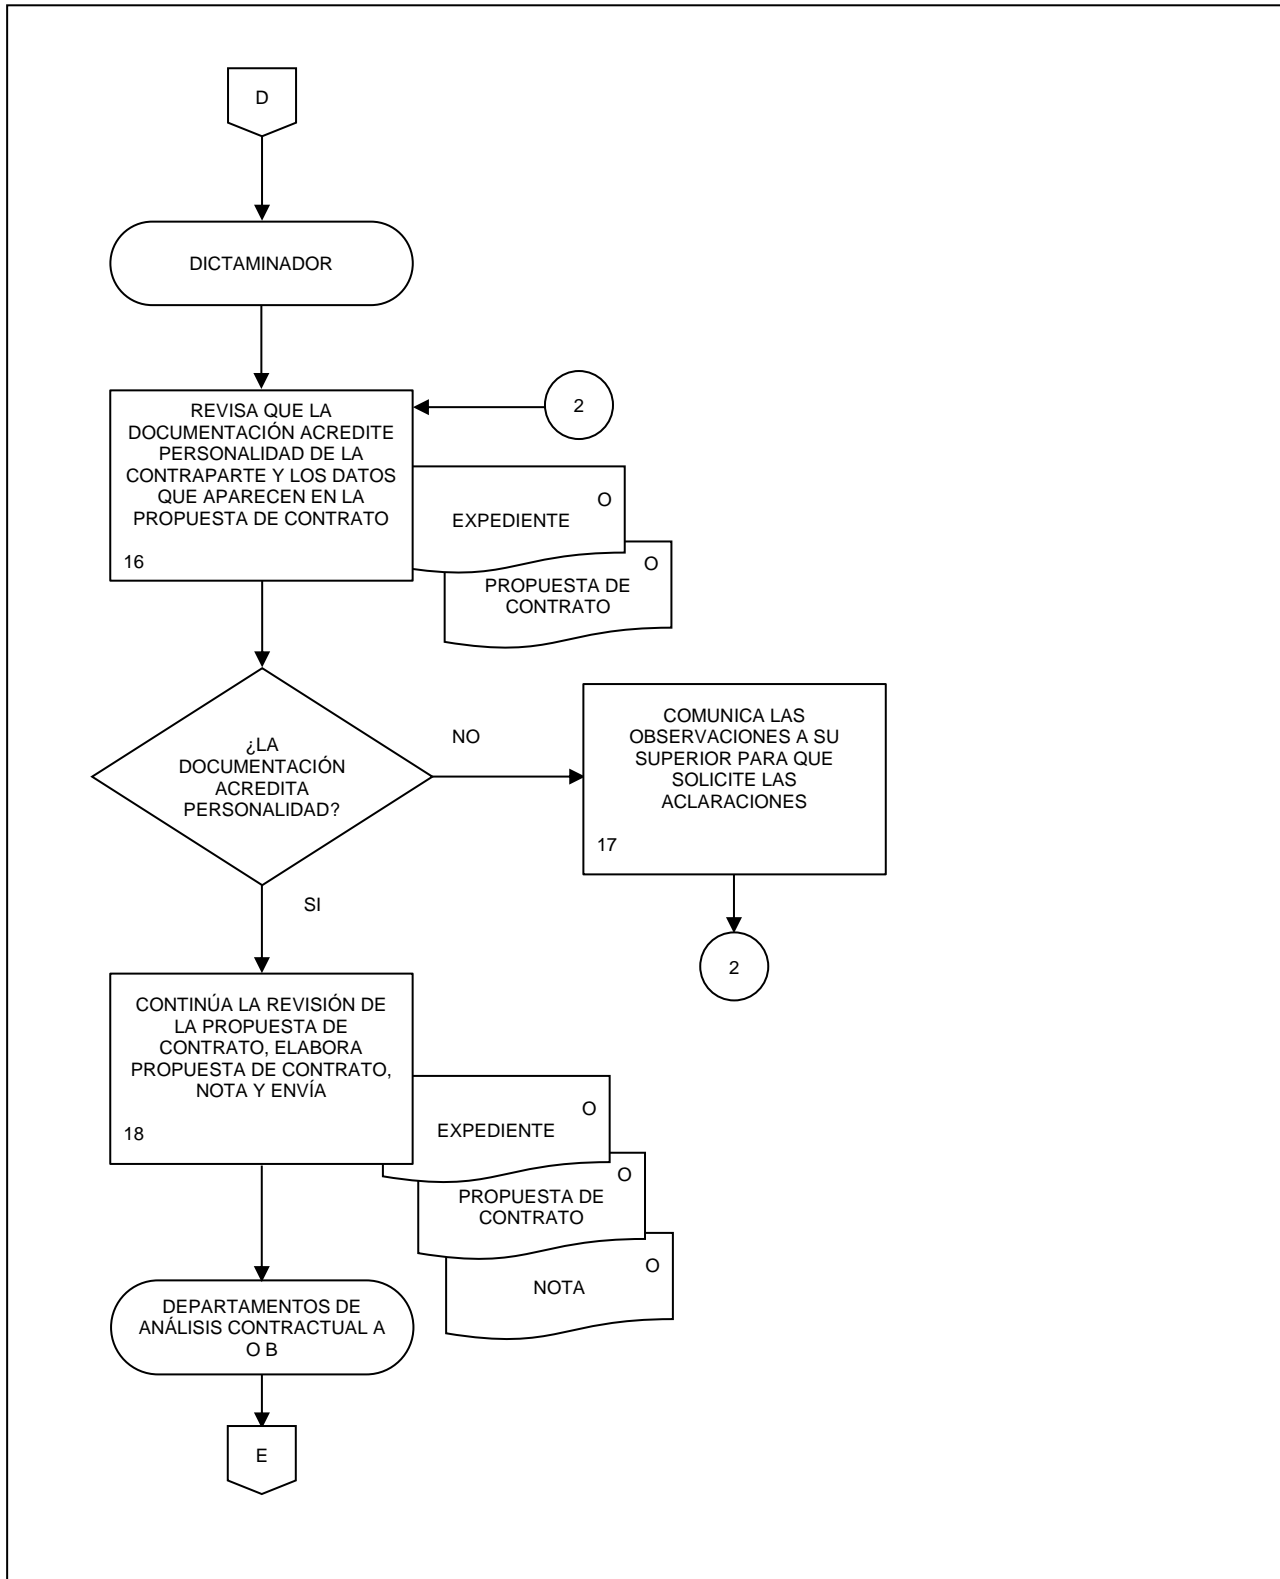 D
DICTAMINADOR
REVISA QUE LA
DOCUMENTACIÓN ACREDITE
PERSONALIDAD DE LA
CONTRAPARTE Y LOS DATOS
QUE APARECEN EN LA
PROPUESTA DE CONTRATO
16
2
O
EXPEDIENTE
O
PROPUESTA DE
CONTRATO
¿LA
DOCUMENTACIÓN
ACREDITA
PERSONALIDAD?
NO
COMUNICA LAS
OBSERVACIONES A SU
SUPERIOR PARA QUE
SOLICITE LAS
ACLARACIONES
17
2
SI
CONTINÚA LA REVISIÓN DE
LA PROPUESTA DE
CONTRATO, ELABORA
PROPUESTA DE CONTRATO,
NOTA Y ENVÍA
18
O
EXPEDIENTE
O
PROPUESTA DE
CONTRATO
O
NOTA
DEPARTAMENTOS DE
ANÁLISIS CONTRACTUAL A
O B
E